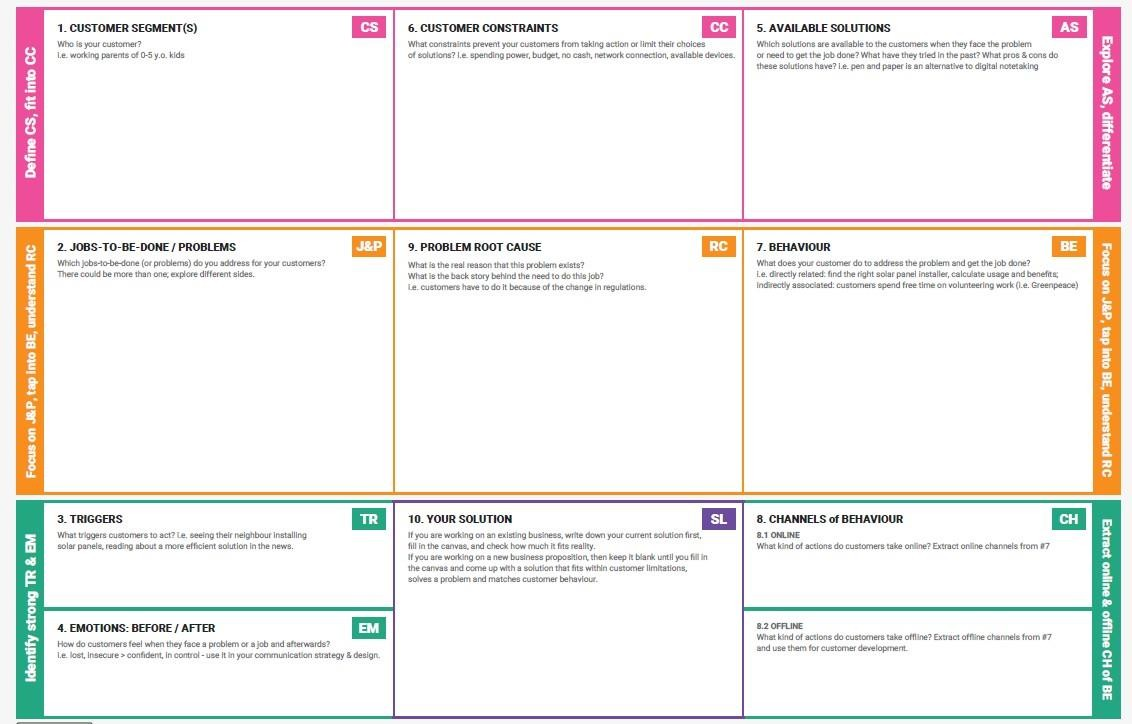 Define CS, fit into CC
1. CUSTOMER SEGMENT(S)
CS
Who is your customer?
i.e. working parents of 0-5 y.o. kids
6. CUSTOMER CONSTRAINTS
CC
What constraints prevent your customers from taking action or limit their choices
of solutions? i.e. spending power, budget, no cash, network connection, available devices.
5. AVAILABLE SOLUTIONS
AS
Which solutions are available to the customers when they face the problem
or need to get the job done? What have they tried in the past? What pros & cons do
these solutions have? i.e. pen and paper is an alternative to digital notetaking
Explore AS, differentiate
Focus on J&P, tap into BE, understand RC
2. JOBS-TO-BE-DONE / PROBLEMS
J&P
Which jobs-to-be-done (or problems) do you address for your customers?
There could be more than one; explore different sides.
9. PROBLEM ROOT CAUSE
RC
What is the real reason that this problem exists?
What is the back story behind the need to do this job?
i.e. customers have to do it because of the change in regulations.
7. BEHAVIOUR
BE
What does your customer do to address the problem and get the job done?
i.e. directly related: find the right solar panel installer, calculate usage and benefits;
indirectly associated: customers spend free time on volunteering work (i.e. Greenpeace)
Focus on J&P, tap into BE, understand RC
Identify strong TR & EM
3. TRIGGERS
TR
What triggers customers to act? i.e. seeing their neighbour installing
solar panels, reading about a more efficient solution in the news.
4. EMOTIONS: BEFORE / AFTER
EM
How do customers feel when they face a problem or a job and afterwards?
i.e. lost, insecure > confident, in control - use it in your communication strategy & design.
10. YOUR SOLUTION
SL
If you are working on an existing business, write down your current solution first,
fill in the canvas, and check how much it fits reality.
If you are working on a new business proposition, then keep it blank until you fill in
the canvas and come up with a solution that fits within customer limitations,
solves a problem and matches customer behaviour.
8. CHANNELS of BEHAVIOUR
CH
8.1 ONLINE
What kind of actions do customers take online? Extract online channels from #7
8.2 OFFLINE
What kind of actions do customers take offline? Extract offline channels from #7
and use them for customer development.
Extract online & offline CH of BE